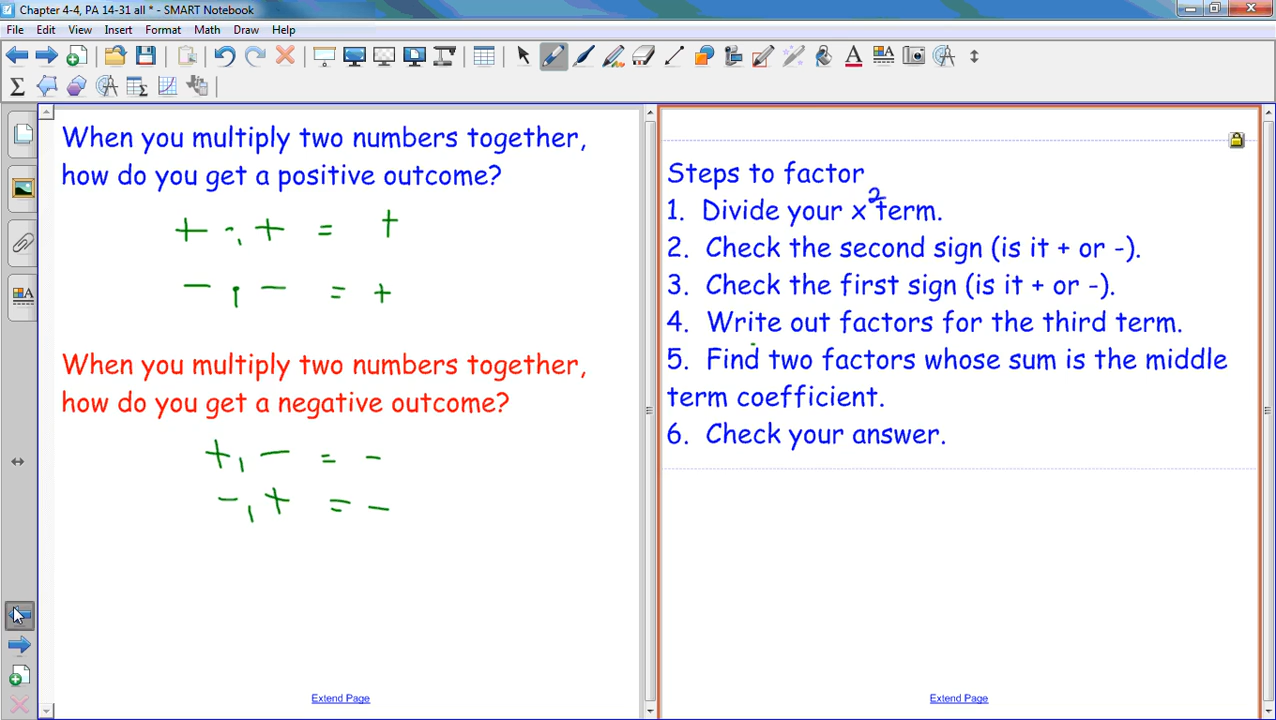 Chapter 4-4, PA 14-31 all * - SMART Notebook
File Edit View Insert Format Math Draw Help
When you multiply two numbers together,
how do you get a positive outcome?
+ · + = +
- · - = +
When you multiply two numbers together,
how do you get a negative outcome?
+ · - = -
- · + = -
Extend Page
Steps to factor
1. Divide your x² term.
2. Check the second sign (is it + or -).
3. Check the first sign (is it + or -).
4. Write out factors for the third term.
5. Find two factors whose sum is the middle
term coefficient.
6. Check your answer.
Extend Page